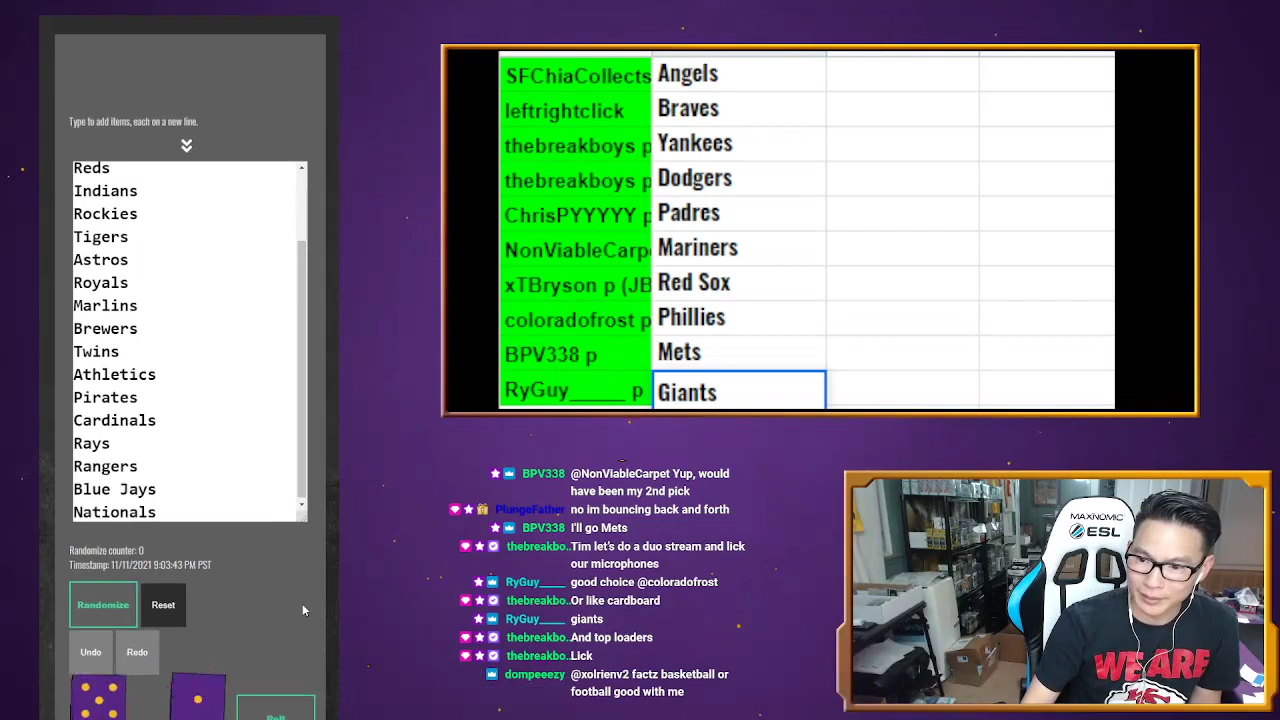 Type to add items, each on a new line.
Reds
Indians
Rockies
Tigers
Astros
Royals
Marlins
Brewers
Twins
Athletics
Pirates
Cardinals
Rays
Rangers
Blue Jays
Nationals
Randomize counter: 0
Timestamp: 11/11/2021 9:03:43 PM PST
Randomize
Reset
Undo
Redo
Roll
SFChiaCollects Angels
leftrightclick Braves
thebreakboys p Yankees
thebreakboys p Dodgers
ChrisPYYYYY p Padres
NonViableCarpe Mariners
xTBryson p (JB Red Sox
coloradofrost p Phillies
BPV338 p Mets
RyGuy______ p Giants
BPV338 @NonViableCarpet Yup, would
have been my 2nd pick
PlungeFather no im bouncing back and forth
BPV338 I'll go Mets
thebreakbo.. Tim let's do a duo stream and lick
our microphones
RyGuy_____ good choice @coloradofrost
thebreakbo.. Or like cardboard
RyGuy_____ giants
thebreakbo.. And top loaders
thebreakbo.. Lick
dompeeezy @xolrienv2 factz basketball or
football good with me
MAXNOMIC
ESL
WE ARE